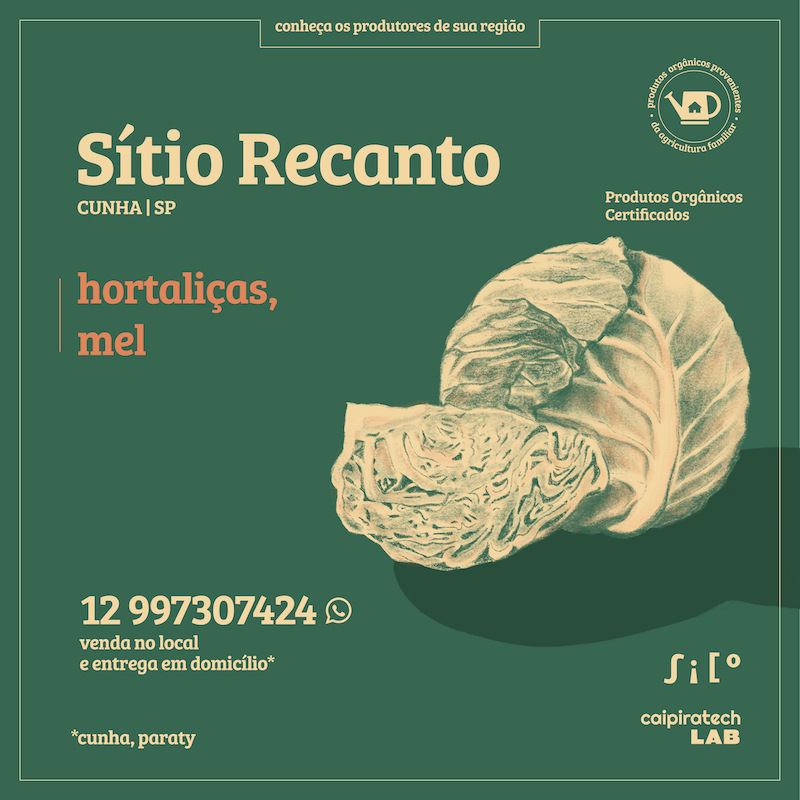 conheça os produtores de sua região
produtos orgânicos provenientes
da agricultura familiar
Sítio Recanto
CUNHA | SP
Produtos Orgânicos
Certificados
hortaliças,
mel
12 997307424
venda no local
e entrega em domicílio*
*cunha, paraty
caipiratech
LAB